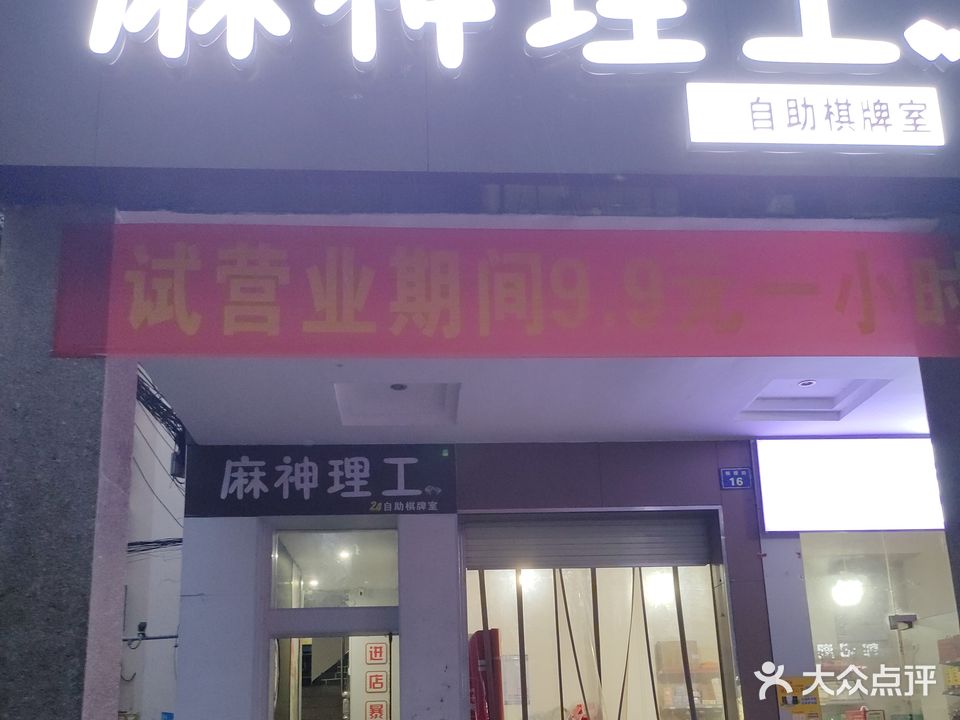 麻神理工
自助棋牌室
试营业期间9.9元一小时
麻神理工
24自助棋牌室
16
进店
大众点评